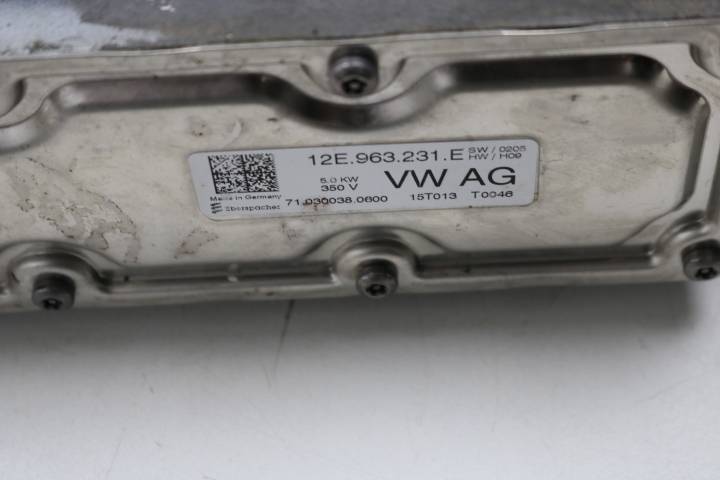 12E.963.231.E SW / 0205
HW / H09
5.0 KW
350 V
VW AG
Made in Germany
Eberspächer
71.030038.0600
15T013 T0046